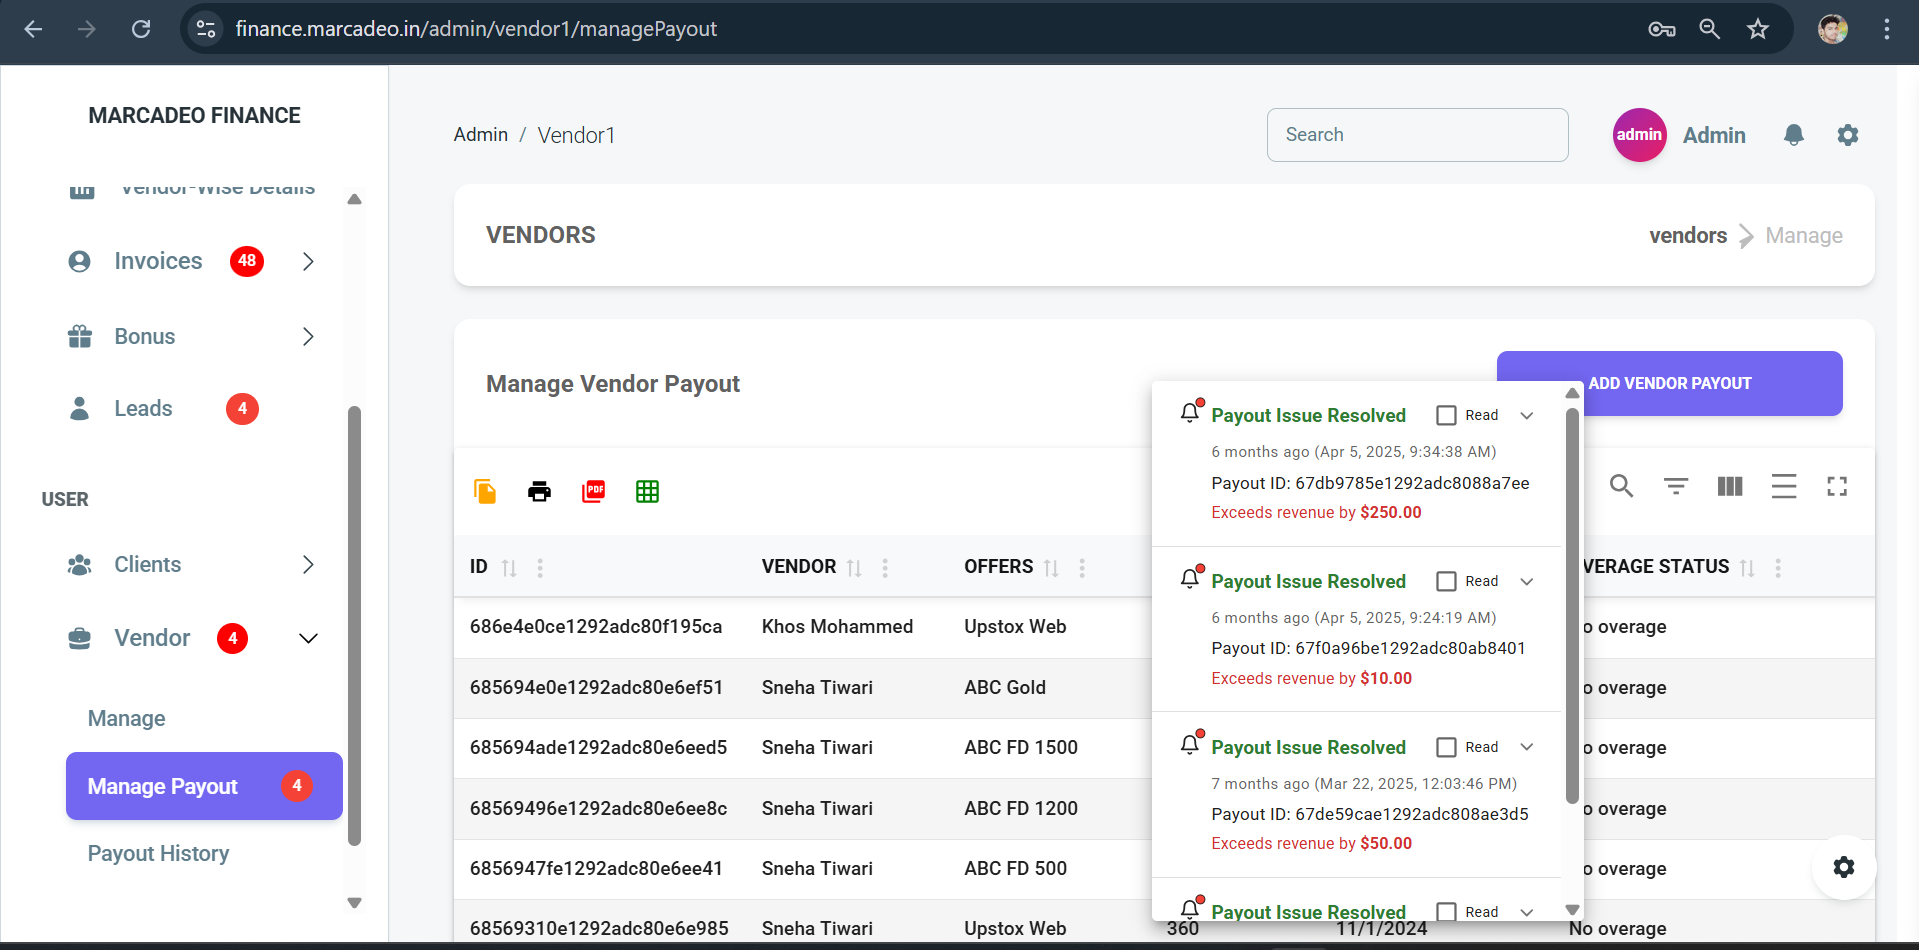 finance.marcadeo.in/admin/vendor1/managePayout
MARCADEO FINANCE
Vendor-Wise Details
Invoices 48
Bonus
Leads 4
USER
Clients
Vendor 4
Manage
Manage Payout 4
Payout History
Admin / Vendor1
Search
admin Admin
VENDORS
vendors Manage
Manage Vendor Payout
ADD VENDOR PAYOUT
PDF
ID VENDOR OFFERS VERAGE STATUS
686e4e0ce1292adc80f195ca Khos Mohammed Upstox Web o overage
685694e0e1292adc80e6ef51 Sneha Tiwari ABC Gold o overage
685694ade1292adc80e6eed5 Sneha Tiwari ABC FD 1500 o overage
68569496e1292adc80e6ee8c Sneha Tiwari ABC FD 1200 o overage
6856947fe1292adc80e6ee41 Sneha Tiwari ABC FD 500 o overage
68569310e1292adc80e6e985 Sneha Tiwari Upstox Web 360 11/1/2024 No overage
Payout Issue Resolved Read
6 months ago (Apr 5, 2025, 9:34:38 AM)
Payout ID: 67db9785e1292adc8088a7ee
Exceeds revenue by $250.00
Payout Issue Resolved Read
6 months ago (Apr 5, 2025, 9:24:19 AM)
Payout ID: 67f0a96be1292adc80ab8401
Exceeds revenue by $10.00
Payout Issue Resolved Read
7 months ago (Mar 22, 2025, 12:03:46 PM)
Payout ID: 67de59cae1292adc808ae3d5
Exceeds revenue by $50.00
Payout Issue Resolved Read